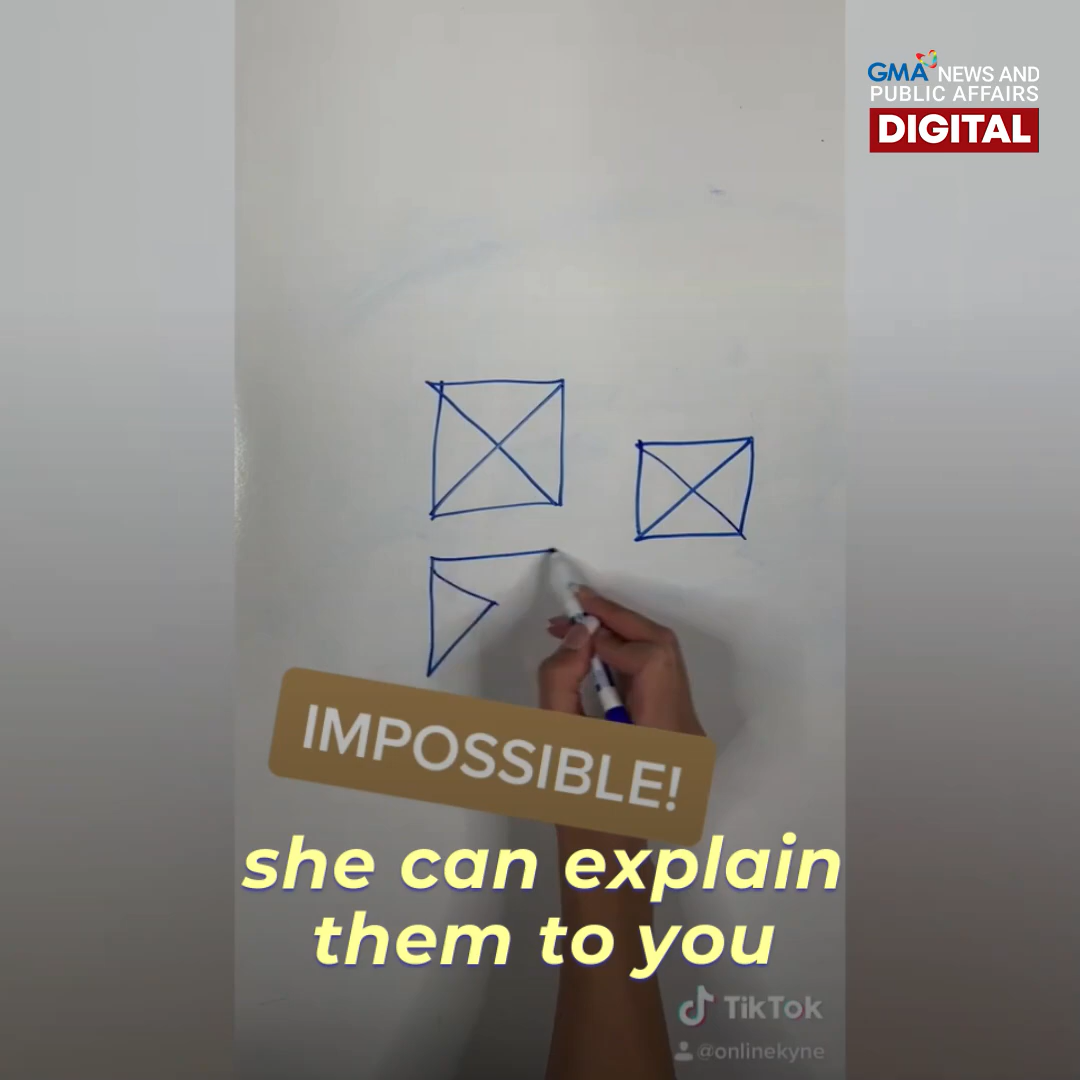 GMA NEWS AND
PUBLIC AFFAIRS
DIGITAL
IMPOSSIBLE!
she can explain
them to you
TikTok
@onlinekyne